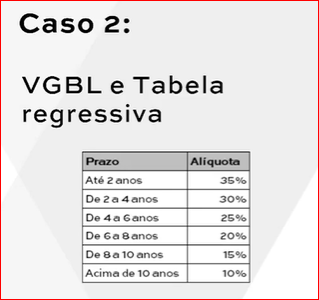 Caso 2:
VGBL e Tabela
regressiva
Prazo Alíquota
Até 2 anos 35%
De 2 a 4 anos 30%
De 4 a 6 anos 25%
De 6 a 8 anos 20%
De 8 a 10 anos 15%
Acima de 10 anos 10%